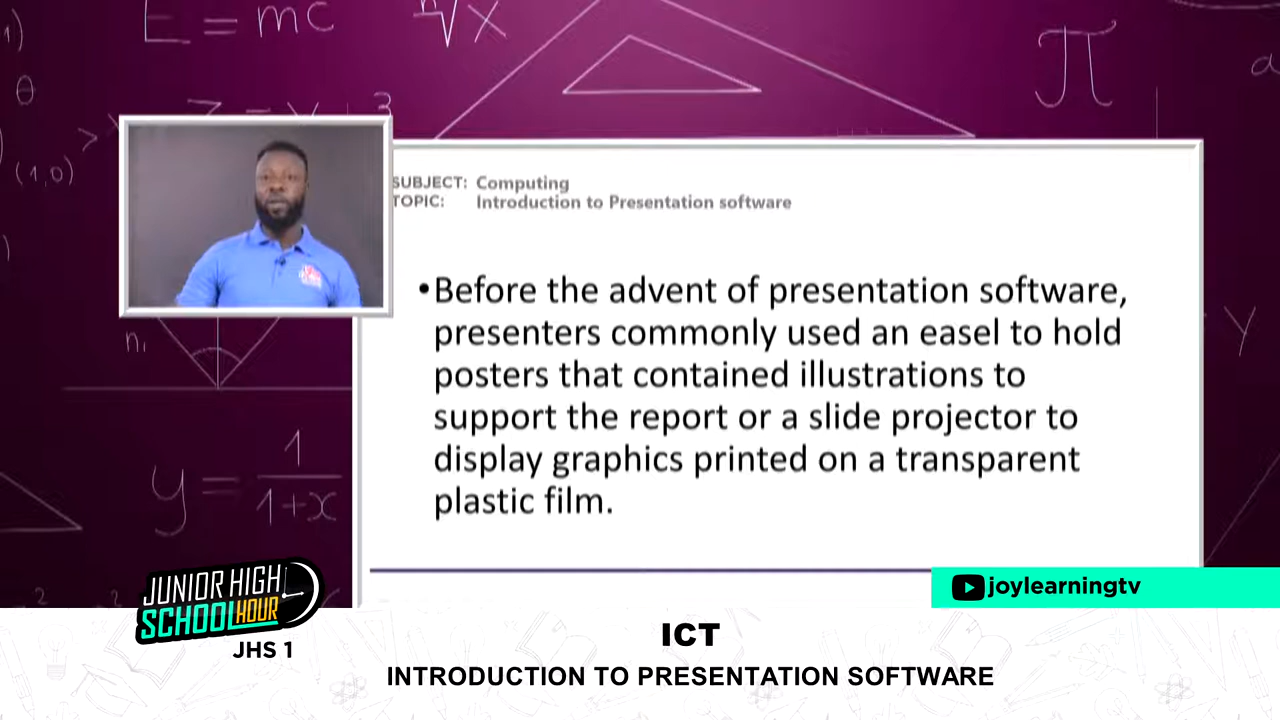 E = mc
n√x
π
θ
(1,0)
SUBJECT: Computing
TOPIC: Introduction to Presentation software
•Before the advent of presentation software,
presenters commonly used an easel to hold
posters that contained illustrations to
support the report or a slide projector to
display graphics printed on a transparent
plastic film.
Y
y = 1/1+x
JUNIOR HIGH
SCHOOL HOUR
JHS 1
joylearningtv
ICT
INTRODUCTION TO PRESENTATION SOFTWARE